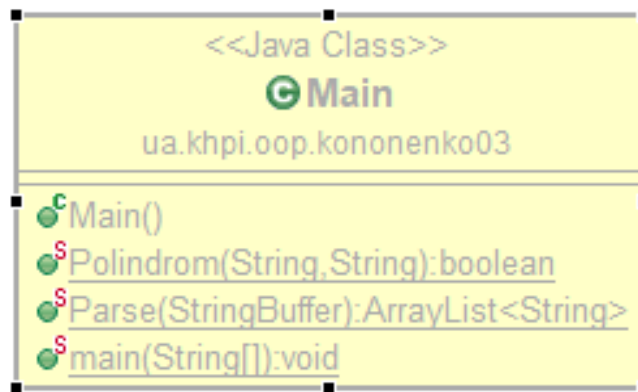 <<Java Class>>
C Main
ua.khpi.oop.kononenko03
C Main()
S Polindrom(String,String):boolean
S Parse(StringBuffer):ArrayList<String>
S main(String[]):void